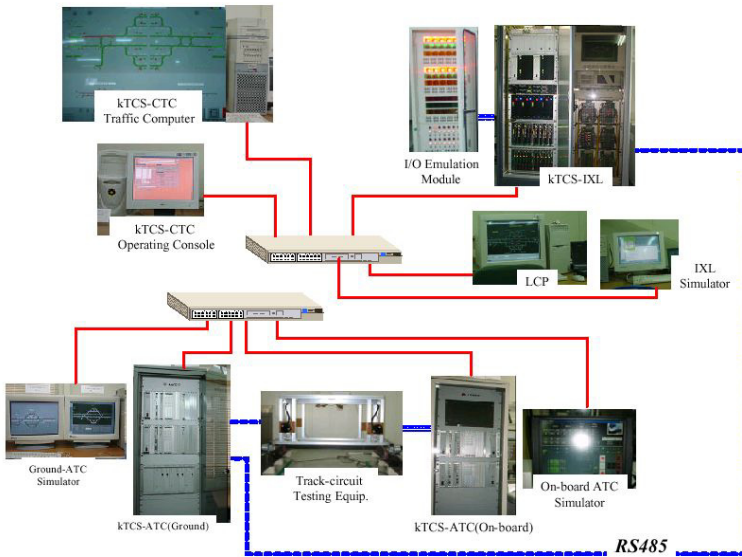 kTCS-CTC
Traffic Computer
I/O Emulation
Module
kTCS-IXL
kTCS-CTC
Operating Console
LCP
IXL
Simulator
Ground-ATC
Simulator
kTCS-ATC(Ground)
Track-circuit
Testing Equip.
kTCS-ATC(On-board)
On-board ATC
Simulator
RS485